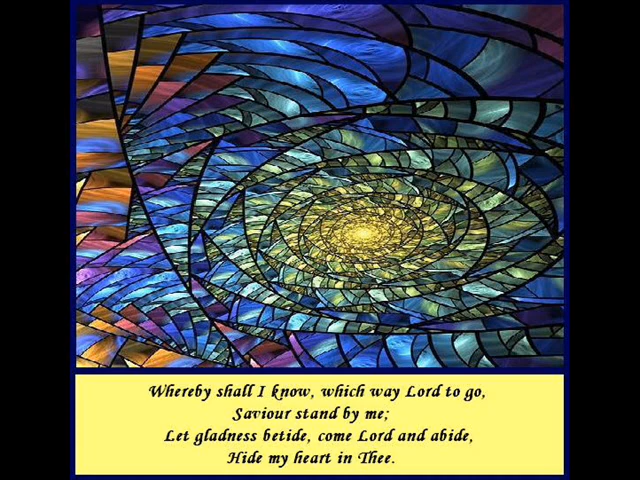 Whereby shall I know, which way Lord to go,
Saviour stand by me;
Let gladness betide, come Lord and abide,
Hide my heart in Thee.